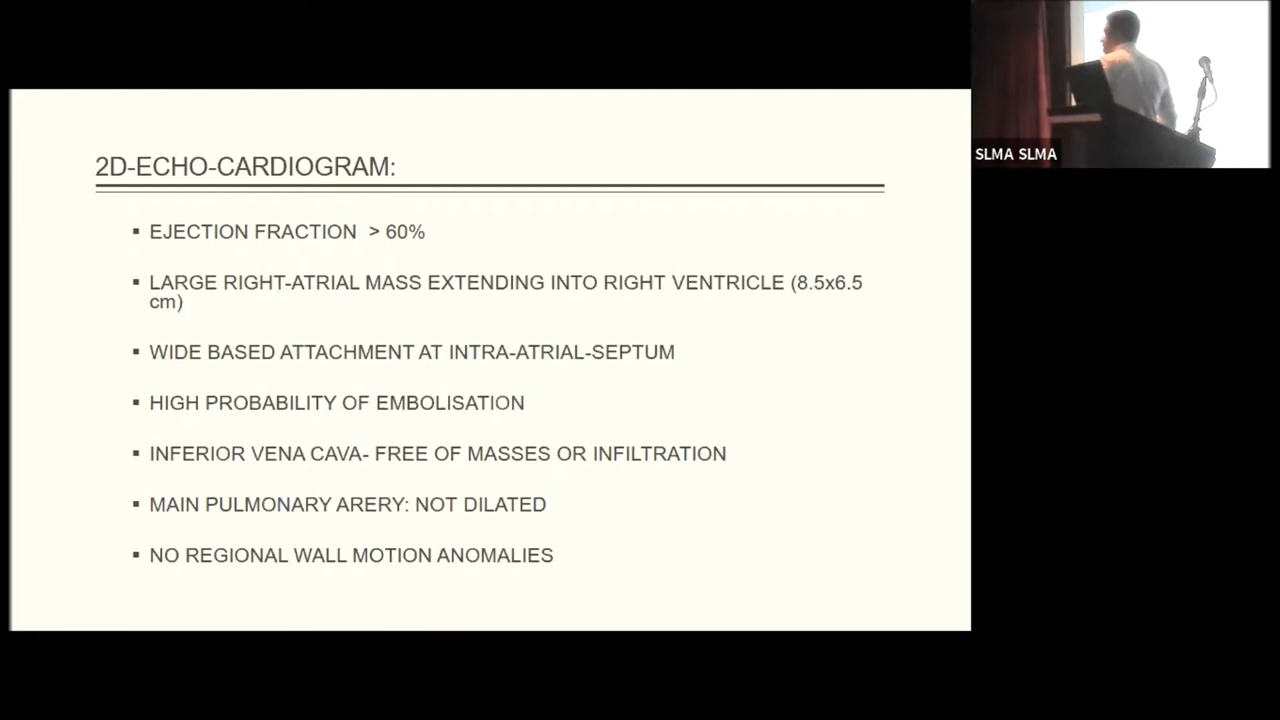 2D-ECHO-CARDIOGRAM:
▪ EJECTION FRACTION > 60%
▪ LARGE RIGHT-ATRIAL MASS EXTENDING INTO RIGHT VENTRICLE (8.5x6.5
cm)
▪ WIDE BASED ATTACHMENT AT INTRA-ATRIAL-SEPTUM
▪ HIGH PROBABILITY OF EMBOLISATION
▪ INFERIOR VENA CAVA- FREE OF MASSES OR INFILTRATION
▪ MAIN PULMONARY ARERY: NOT DILATED
▪ NO REGIONAL WALL MOTION ANOMALIES
SLMA SLMA